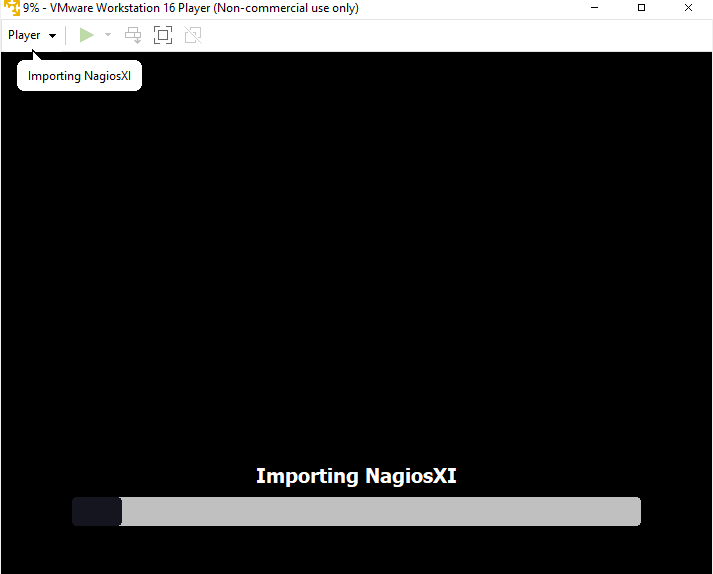 9% - VMware Workstation 16 Player (Non-commercial use only)
Player
Importing NagiosXI
Importing NagiosXI